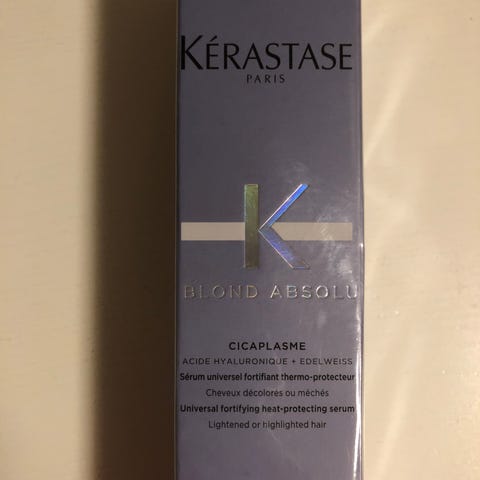 KÉRASTASE
PARIS
K
BLOND ABSOLU
CICAPLASME
ACIDE HYALURONIQUE + EDELWEISS
Sérum universel fortifiant thermo-protecteur
Cheveux décolorés ou méchés
Universal fortifying heat-protecting serum
Lightened or highlighted hair